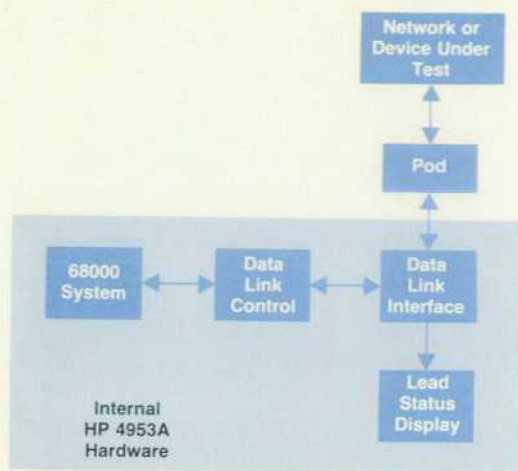 Network or
Device Under
Test
Pod
68000
System
Data
Link
Control
Data
Link
Interface
Lead
Status
Display
Internal
HP 4953A
Hardware